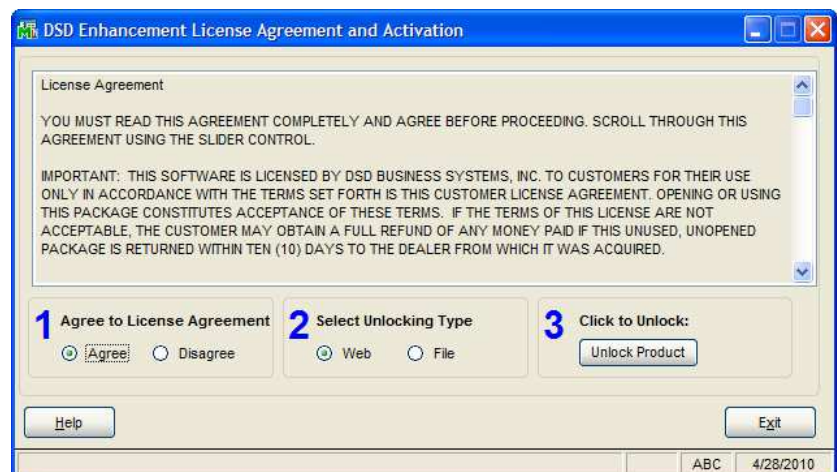 DSD Enhancement License Agreement and Activation
License Agreement
YOU MUST READ THIS AGREEMENT COMPLETELY AND AGREE BEFORE PROCEEDING. SCROLL THROUGH THIS
AGREEMENT USING THE SLIDER CONTROL.
IMPORTANT: THIS SOFTWARE IS LICENSED BY DSD BUSINESS SYSTEMS, INC. TO CUSTOMERS FOR THEIR USE
ONLY IN ACCORDANCE WITH THE TERMS SET FORTH IS THIS CUSTOMER LICENSE AGREEMENT. OPENING OR USING
THIS PACKAGE CONSTITUTES ACCEPTANCE OF THESE TERMS. IF THE TERMS OF THIS LICENSE ARE NOT
ACCEPTABLE, THE CUSTOMER MAY OBTAIN A FULL REFUND OF ANY MONEY PAID IF THIS UNUSED, UNOPENED
PACKAGE IS RETURNED WITHIN TEN (10) DAYS TO THE DEALER FROM WHICH IT WAS ACQUIRED.
1 Agree to License Agreement
Agree Disagree
2 Select Unlocking Type
Web File
3 Click to Unlock:
Unlock Product
Help
Exit
ABC 4/28/2010